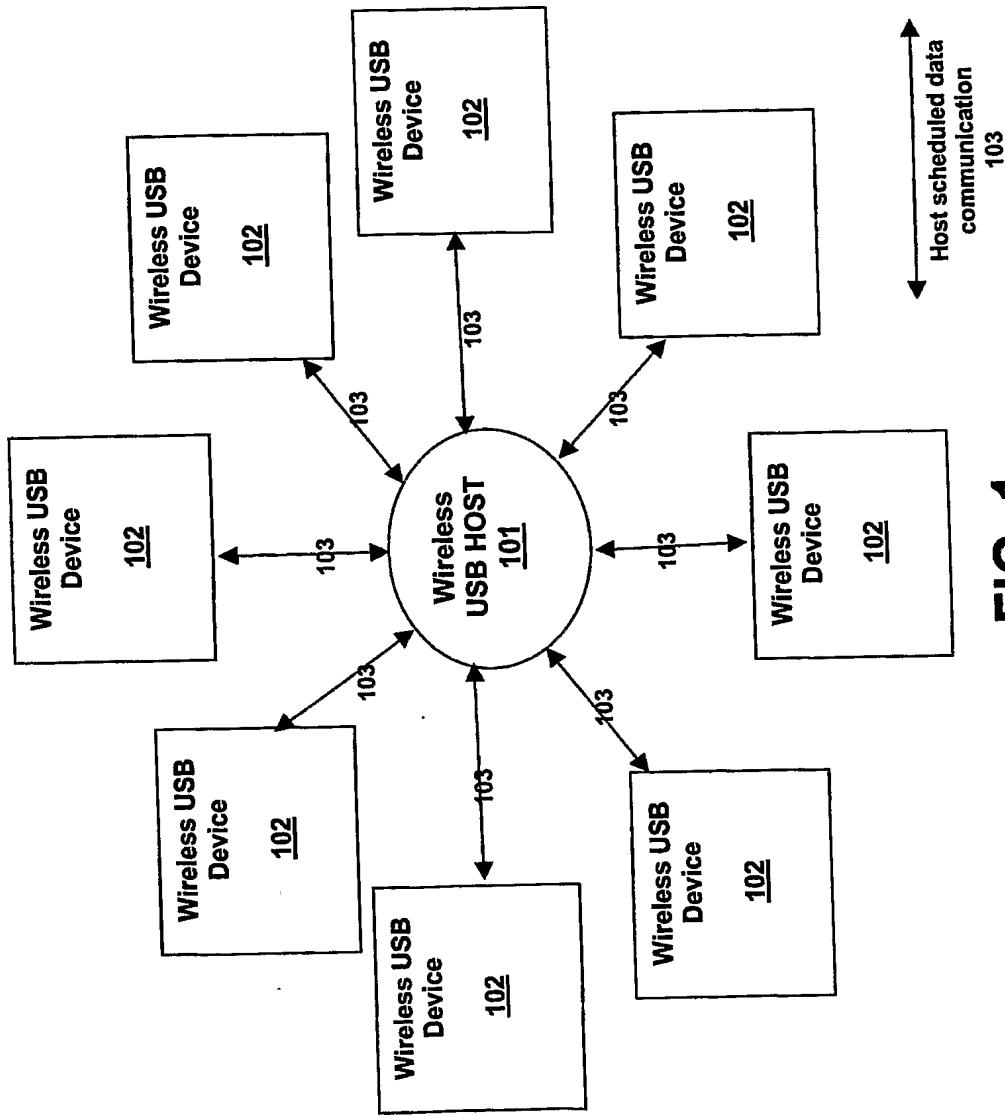 Wireless USB
Device
102
Wireless USB
Device
102
Wireless USB
Device
102
103
103
103
Wireless USB
Device
102
103
Wireless
USB HOST
101
103
Wireless USB
Device
102
103
103
103
Wireless USB
Device
102
Wireless USB
Device
102
Wireless USB
Device
102
Host scheduled data
communication
103
FIG. 1